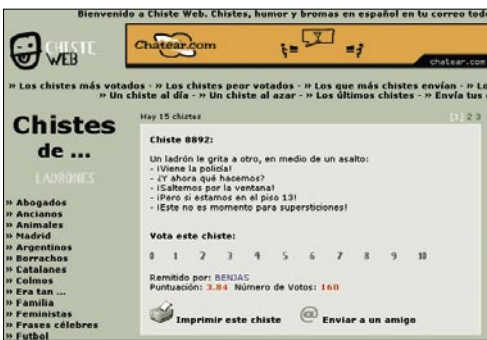 Bienvenido a Chiste Web. Chistes, humor y bromas en español en tu correo tod
CHISTE
WEB
Chatear.com
chatear.com
» Los chistes más votados - » Los chistes peor votados - » Los que más chistes envían - » L
» Un chiste al día - » Un chiste al azar - » Los últimos chistes - » Envía tus
Chistes
de ...
LADRONES
» Abogados
» Ancianos
» Animales
» Madrid
» Argentinos
» Borrachos
» Catalanes
» Colmos
» Era tan ...
» Familia
» Feministas
» Frases célebres
» Futbol
Hay 15 chistes
[1] 2 3
Chiste 8892:
Un ladrón le grita a otro, en medio de un asalto:
- ¡Viene la policía!
- ¿Y ahora qué hacemos?
- ¡Saltemos por la ventana!
- ¡Pero si estamos en el piso 13!
- ¡Este no es momento para supersticiones!
Vota este chiste:
0 1 2 3 4 5 6 7 8 9 10
Remitido por: BENJAS
Puntuación: 3.84 Número de Votos: 160
Imprimir este chiste
@ Enviar a un amigo